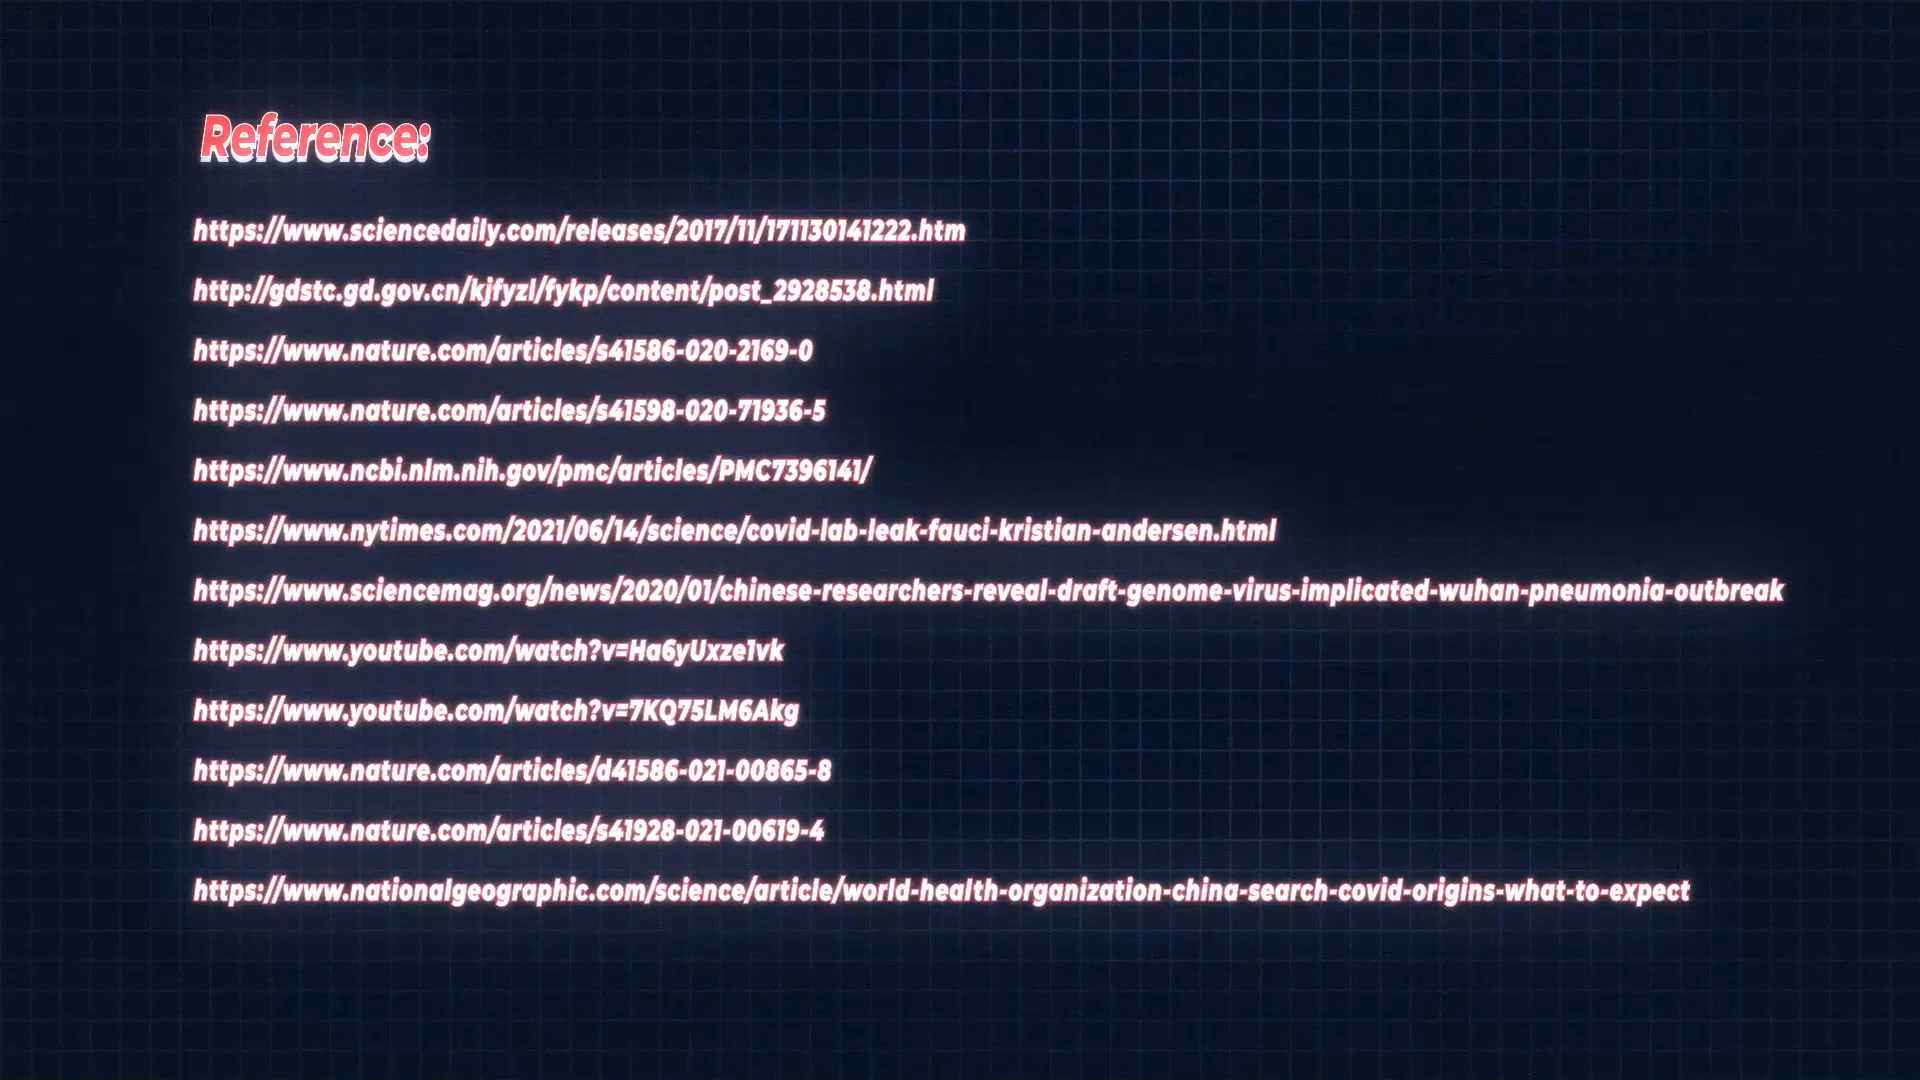 Reference:
https://www.sciencedaily.com/releases/2017/11/171130141222.htm
http://gdstc.gd.gov.cn/kjfyzl/fykp/content/post_2928538.html
https://www.nature.com/articles/s41586-020-2169-0
https://www.nature.com/articles/s41598-020-71936-5
https://www.ncbi.nlm.nih.gov/pmc/articles/PMC7396141/
https://www.nytimes.com/2021/06/14/science/covid-lab-leak-fauci-kristian-andersen.html
https://www.sciencemag.org/news/2020/01/chinese-researchers-reveal-draft-genome-virus-implicated-wuhan-pneumonia-outbreak
https://www.youtube.com/watch?v=Ha6yUxze1vk
https://www.youtube.com/watch?v=7KQ75LM6Akg
https://www.nature.com/articles/d41586-021-00865-8
https://www.nature.com/articles/s41928-021-00619-4
https://www.nationalgeographic.com/science/article/world-health-organization-china-search-covid-origins-what-to-expect